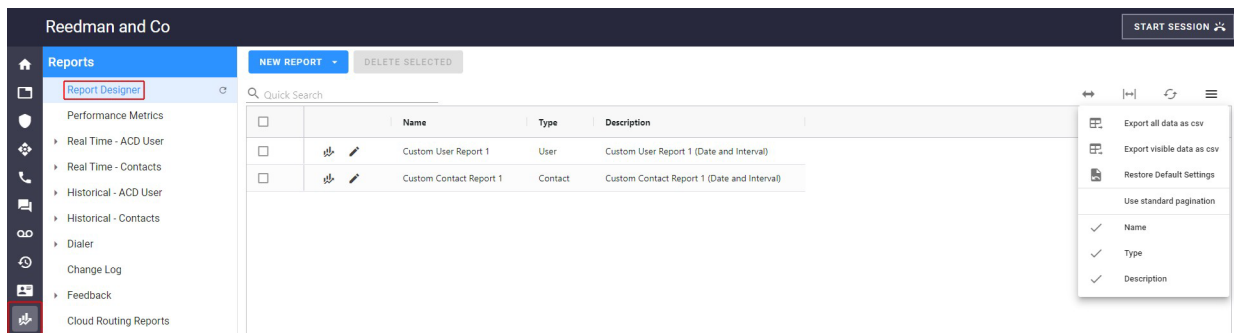 Reedman and Co
START SESSION
Reports
NEW REPORT
DELETE SELECTED
Report Designer
Quick Search
Performance Metrics
Real Time - ACD User
Real Time - Contacts
Historical - ACD User
Historical - Contacts
Dialer
Change Log
Feedback
Cloud Routing Reports
Name Type Description
Custom User Report 1 User Custom User Report 1 (Date and Interval)
Custom Contact Report 1 Contact Custom Contact Report 1 (Date and Interval)
Export all data as csv
Export visible data as csv
Restore Default Settings
Use standard pagination
Name
Type
Description